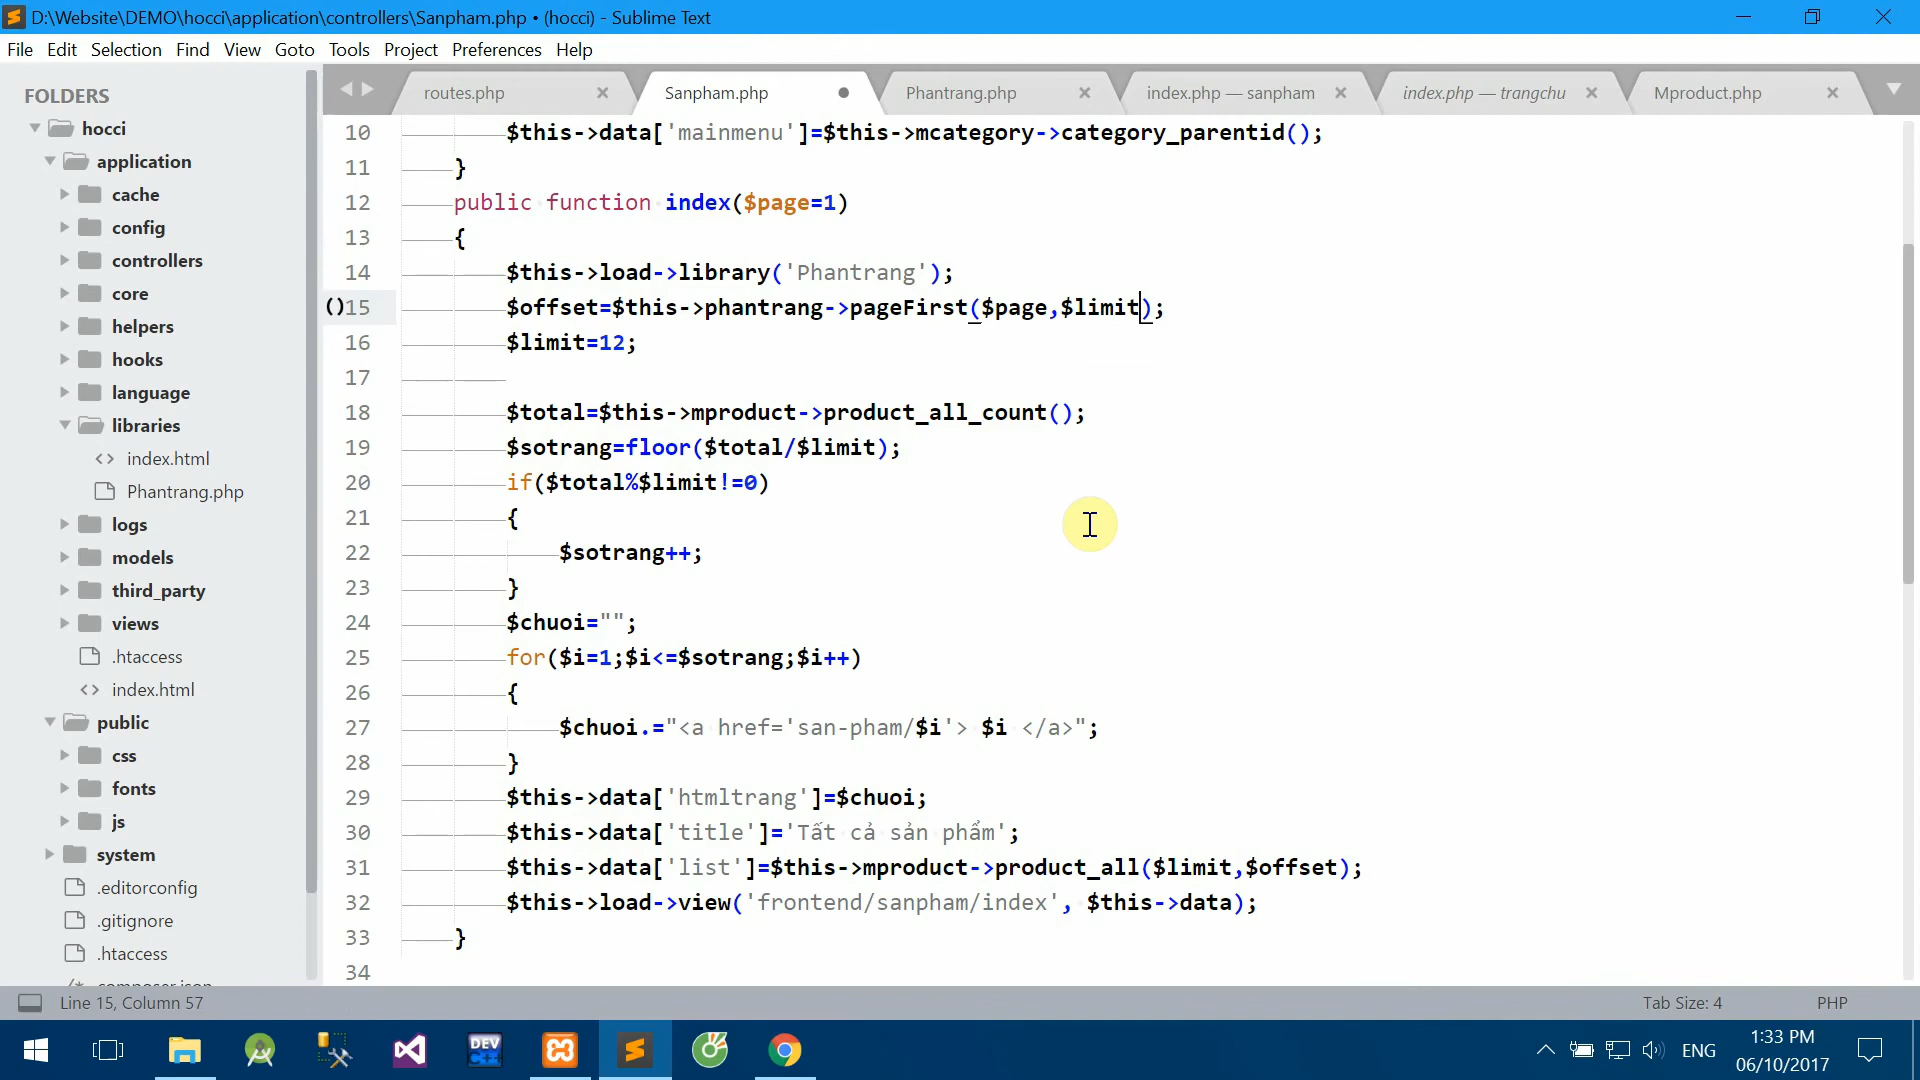 D:\Website\DEMO\hocci\application\controllers\Sanpham.php • (hocci) - Sublime Text
File Edit Selection Find View Goto Tools Project Preferences Help
FOLDERS
hocci
application
cache
config
controllers
core
helpers
hooks
language
libraries
index.html
Phantrang.php
logs
models
third_party
views
.htaccess
index.html
public
css
fonts
js
system
.editorconfig
.gitignore
.htaccess
composer.json
routes.php Sanpham.php Phantrang.php index.php — sanpham index.php — trangchu Mproduct.php
10 $this->data['mainmenu']=$this->mcategory->category_parentid();
11 }
12 public function index($page=1)
13 {
14 $this->load->library('Phantrang');
15 $offset=$this->phantrang->pageFirst($page,$limit);
16 $limit=12;
17
18 $total=$this->mproduct->product_all_count();
19 $sotrang=floor($total/$limit);
20 if($total%$limit!=0)
21 {
22 $sotrang++;
23 }
24 $chuoi="";
25 for($i=1;$i<=$sotrang;$i++)
26 {
27 $chuoi.="<a href='san-pham/$i'> $i </a>";
28 }
29 $this->data['htmltrang']=$chuoi;
30 $this->data['title']='Tất cả sản phẩm';
31 $this->data['list']=$this->mproduct->product_all($limit,$offset);
32 $this->load->view('frontend/sanpham/index', $this->data);
33 }
34
Line 15, Column 57 Tab Size: 4 PHP
DEV C++
ENG
1:33 PM
06/10/2017